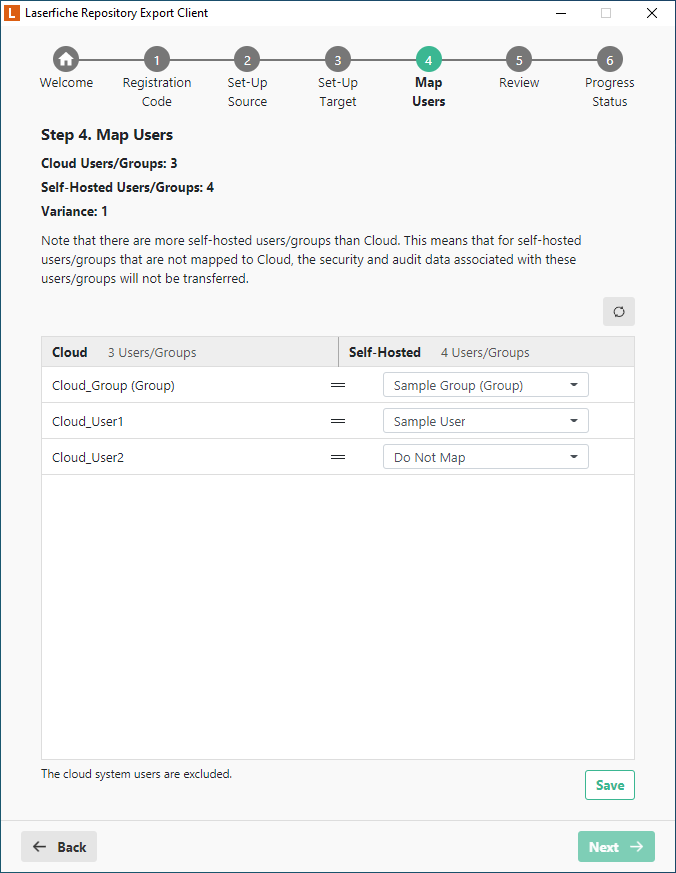 L Laserfiche Repository Export Client
1 2 3 4 5 6
Welcome Registration Set-Up Set-Up Map Review Progress
Code Source Target Users Status
Step 4. Map Users
Cloud Users/Groups: 3
Self-Hosted Users/Groups: 4
Variance: 1
Note that there are more self-hosted users/groups than Cloud. This means that for self-hosted
users/groups that are not mapped to Cloud, the security and audit data associated with these
users/groups will not be transferred.
Cloud 3 Users/Groups Self-Hosted 4 Users/Groups
Cloud_Group (Group) Sample Group (Group)
Cloud_User1 Sample User
Cloud_User2 Do Not Map
The cloud system users are excluded.
Save
Back Next